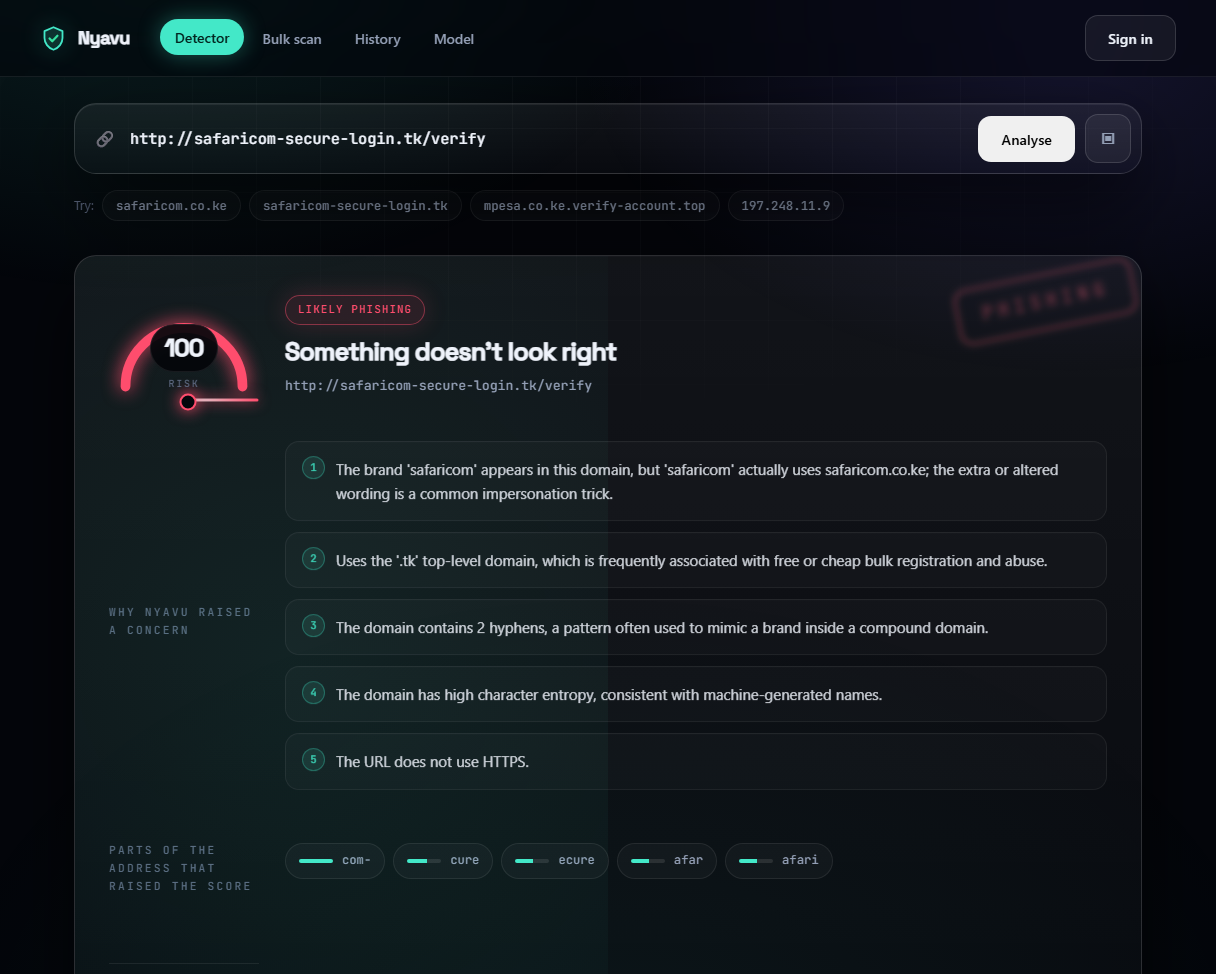 Nyavu
Detector
Bulk scan
History
Model
Sign in
http://safaricom-secure-login.tk/verify
Analyse
Try:
safaricom.co.ke
safaricom-secure-login.tk
mpesa.co.ke.verify-account.top
197.248.11.9
PHISHING
100
RISK
LIKELY PHISHING
Something doesn't look right
http://safaricom-secure-login.tk/verify
WHY NYAVU RAISED
A CONCERN
1
The brand 'safaricom' appears in this domain, but 'safaricom' actually uses safaricom.co.ke; the extra or altered
wording is a common impersonation trick.
2
Uses the '.tk' top-level domain, which is frequently associated with free or cheap bulk registration and abuse.
3
The domain contains 2 hyphens, a pattern often used to mimic a brand inside a compound domain.
4
The domain has high character entropy, consistent with machine-generated names.
5
The URL does not use HTTPS.
PARTS OF THE
ADDRESS THAT
RAISED THE SCORE
com-
cure
ecure
afar
afari